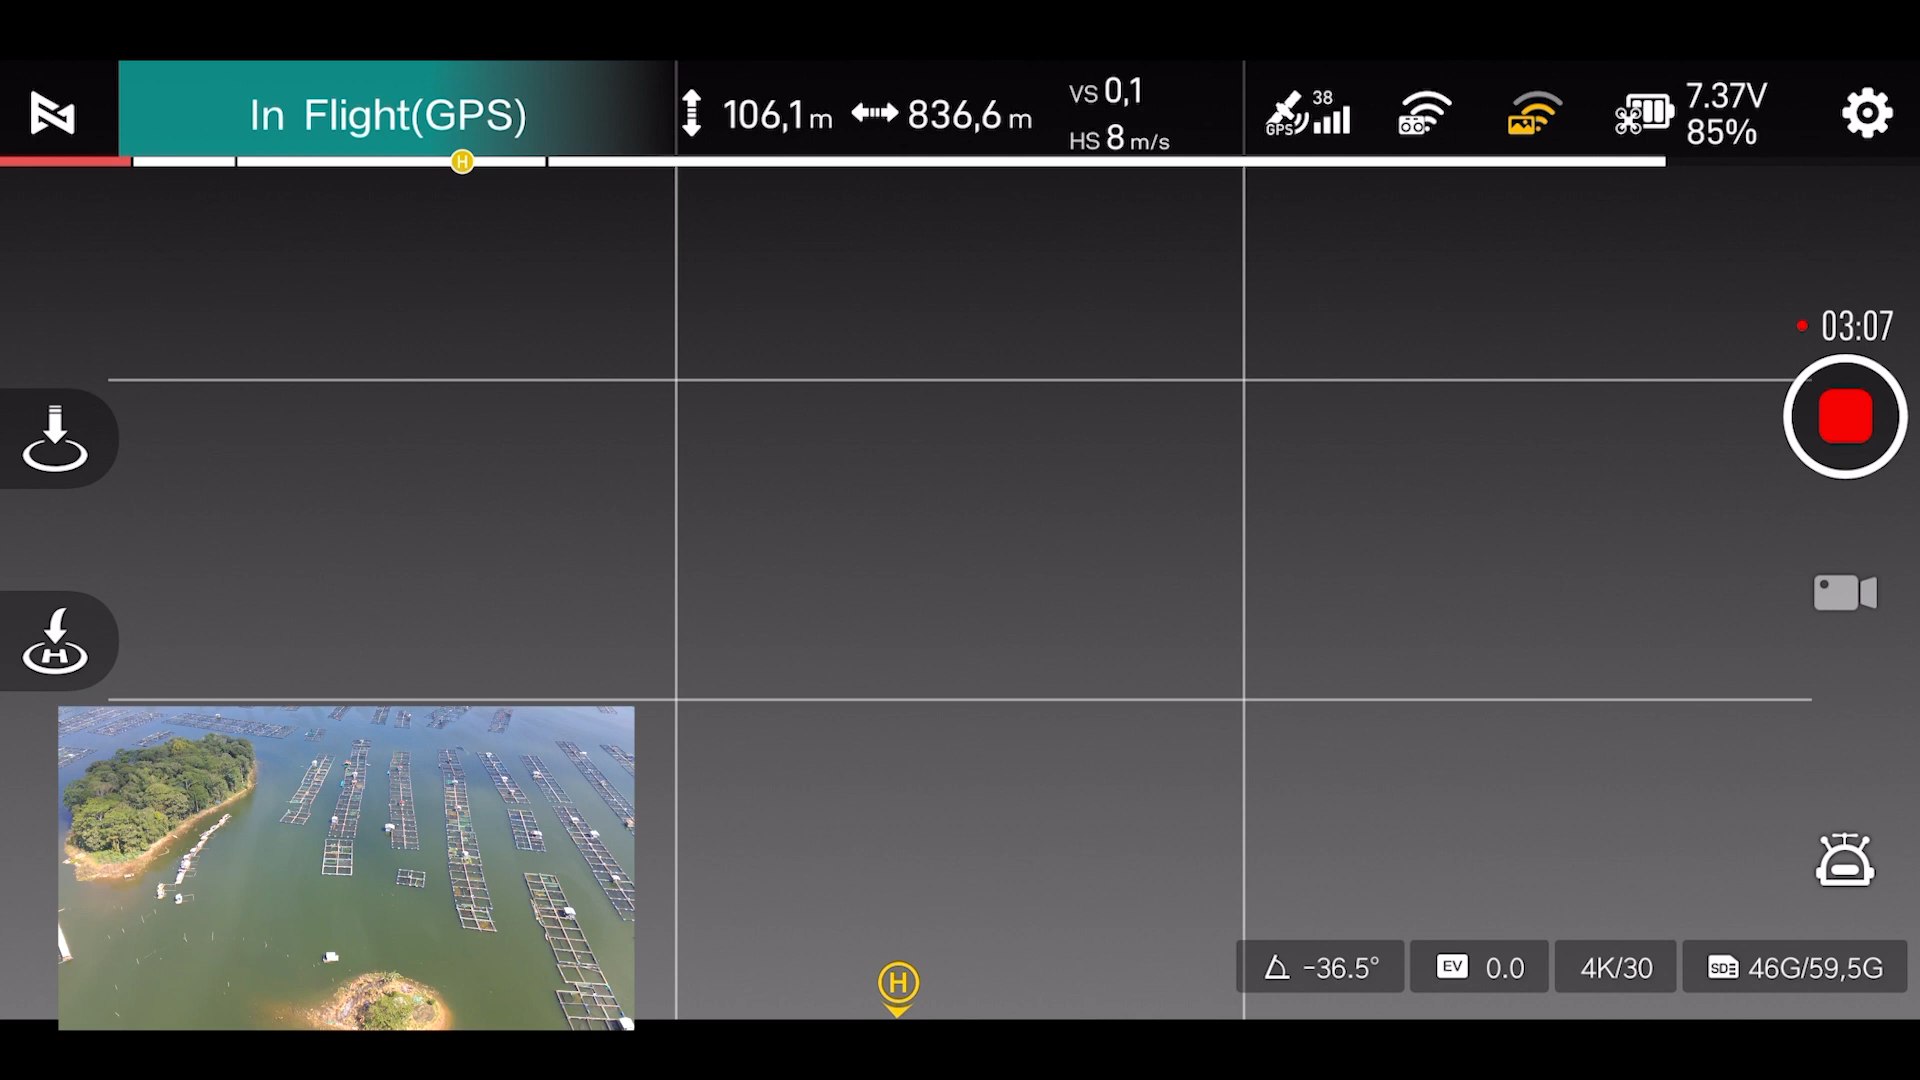 In Flight(GPS)
106,1 m
836,6 m
VS 0,1
HS 8 m/s
GPS
38
7.37V
85%
H
03:07
H
H
-36.5°
EV 0.0
4K/30
SD 46G/59,5G